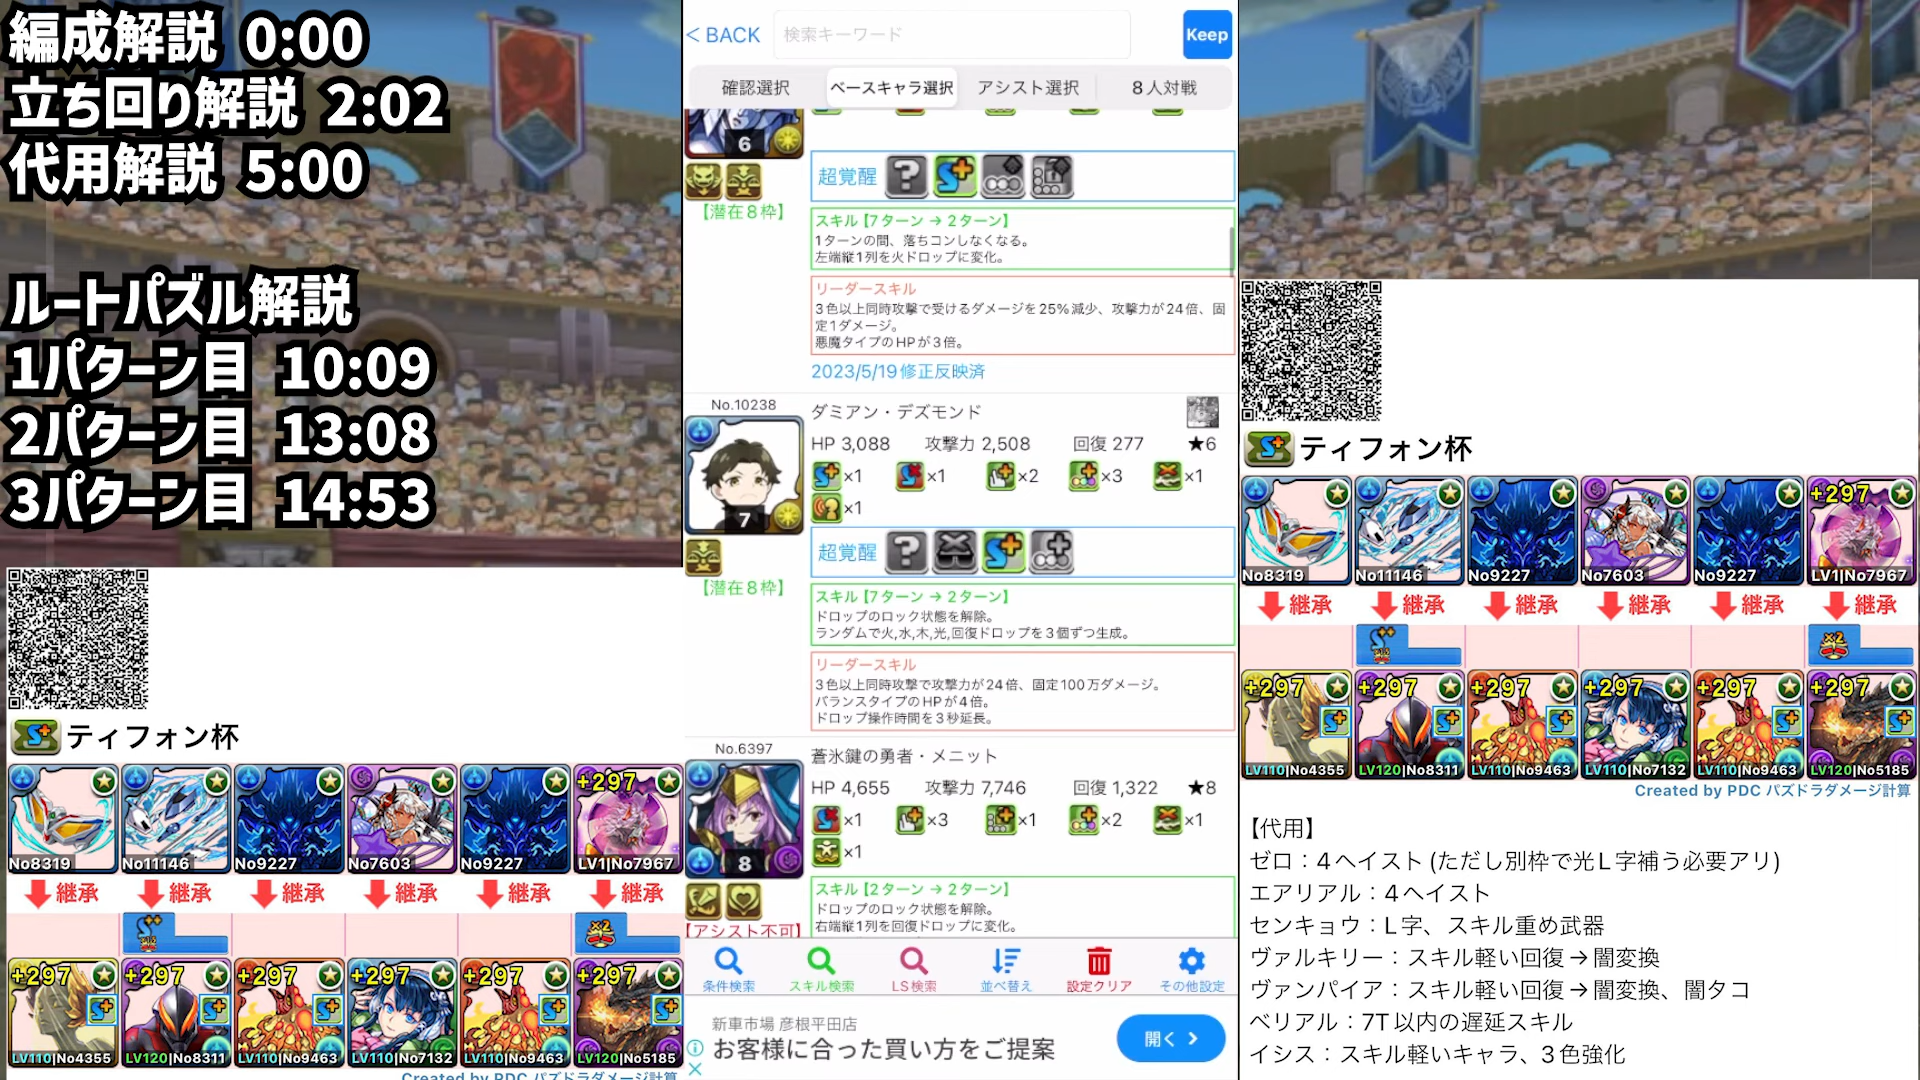 編成解説 0:00
立ち回り解説 2:02
代用解説 5:00
ルートパズル解説
1パターン目 10:09
2パターン目 13:08
3パターン目 14:53
ティフォン杯
No8319
No11146
No9227
No7603
No9227
+297
LV1|No7967
継承
継承
継承
継承
継承
継承
×2
+297
+297
+297
+297
+297
+297
LV110|No4355
LV120|No8311
LV110|No9463
LV110|No7132
LV110|No9463
LV120|No5185
Created by PDC パズドラダメージ計算
< BACK
検索キーワード
Keep
確認選択
ベースキャラ選択
アシスト選択
8人対戦
6
【潜在8枠】
超覚醒
スキル【7ターン → 2ターン】
1ターンの間、落ちコンしなくなる。
左端縦1列を火ドロップに変化。
リーダースキル
3色以上同時攻撃で受けるダメージを25%減少、攻撃力が24倍、固
定1ダメージ。
悪魔タイプのHPが3倍。
2023/5/19修正反映済
No.10238
ダミアン・デズモンド
HP 3,088 攻撃力 2,508 回復 277 ★6
×1 ×1 ×2 ×3 ×1
×1
7
【潜在8枠】
超覚醒
スキル【7ターン → 2ターン】
ドロップのロック状態を解除。
ランダムで火,水,木,光,回復ドロップを3個ずつ生成。
リーダースキル
3色以上同時攻撃で攻撃力が24倍、固定100万ダメージ。
バランスタイプのHPが4倍。
ドロップ操作時間を3秒延長。
No.6397
蒼氷鍵の勇者・メニット
HP 4,655 攻撃力 7,746 回復 1,322 ★8
×1 ×3 ×1 ×2 ×1
×1
8
【アシスト不可】
スキル【2ターン → 2ターン】
ドロップのロック状態を解除。
右端縦1列を回復ドロップに変化。
条件検索
スキル検索
LS検索
並べ替え
設定クリア
その他設定
新車市場 彦根平田店
お客様に合った買い方をご提案
開く
ティフォン杯
No8319
No11146
No9227
No7603
No9227
+297
LV1|No7967
継承
継承
継承
継承
継承
継承
×2
+297
+297
+297
+297
+297
+297
LV110|No4355
LV120|No8311
LV110|No9463
LV110|No7132
LV110|No9463
LV120|No5185
Created by PDC パズドラダメージ計算
【代用】
ゼロ：4ヘイスト (ただし別枠で光L字補う必要アリ)
エアリアル：4ヘイスト
センキョウ：L字、スキル重め武器
ヴァルキリー：スキル軽い回復→闇変換
ヴァンパイア：スキル軽い回復→闇変換、闇タコ
ベリアル：7T以内の遅延スキル
イシス：スキル軽いキャラ、3色強化